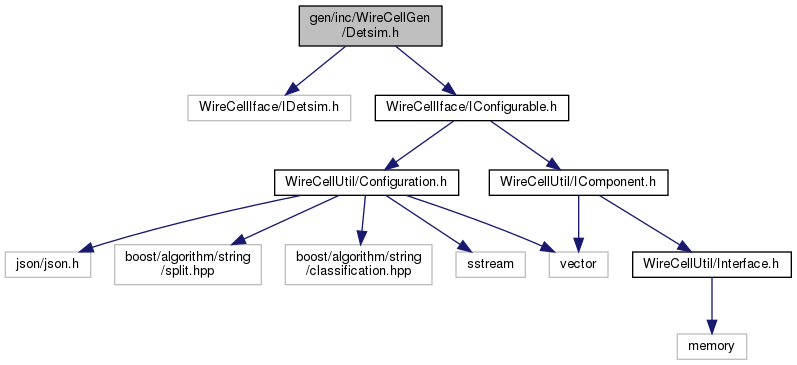 gen/inc/WireCellGen
/Detsim.h
WireCellIface/IDetsim.h
WireCellIface/IConfigurable.h
WireCellUtil/Configuration.h
WireCellUtil/IComponent.h
json/json.h
boost/algorithm/string
/split.hpp
boost/algorithm/string
/classification.hpp
sstream
vector
WireCellUtil/Interface.h
memory